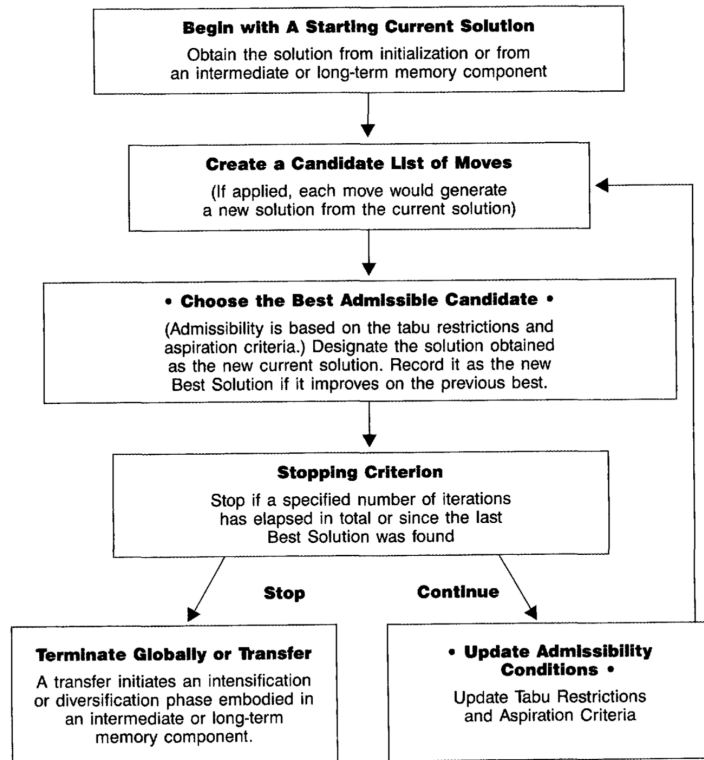 Begin with A Starting Current Solution
Obtain the solution from initialization or from
an intermediate or long-term memory component
Create a Candidate List of Moves
(If applied, each move would generate
a new solution from the current solution)
• Choose the Best Admissible Candidate •
(Admissibility is based on the tabu restrictions and
aspiration criteria.) Designate the solution obtained
as the new current solution. Record it as the new
Best Solution if it improves on the previous best.
Stopping Criterion
Stop if a specified number of iterations
has elapsed in total or since the last
Best Solution was found
Stop
Continue
Terminate Globally or Transfer
A transfer initiates an intensification
or diversification phase embodied in
an intermediate or long-term
memory component.
• Update Admissibility
Conditions •
Update Tabu Restrictions
and Aspiration Criteria